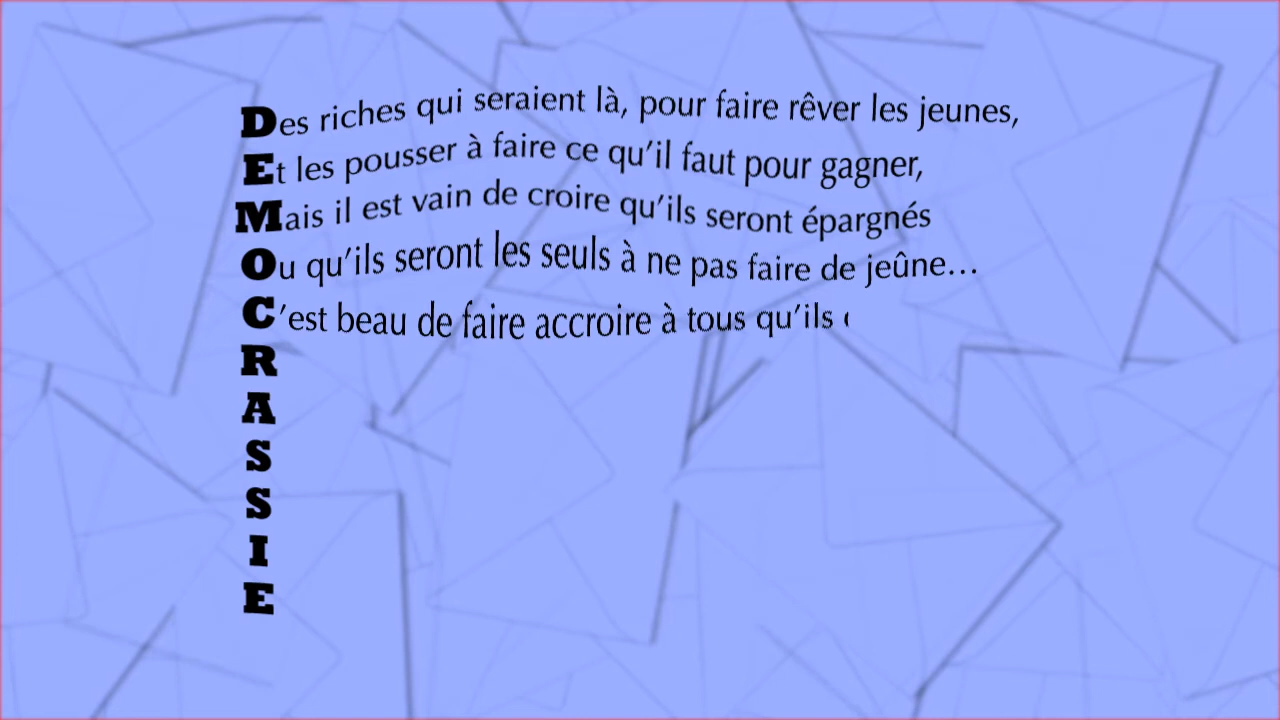 Des riches qui seraient là, pour faire rêver les jeunes,
Et les pousser à faire ce qu’il faut pour gagner,
Mais il est vain de croire qu’ils seront épargnés
Ou qu’ils seront les seuls à ne pas faire de jeûne…
C’est beau de faire accroire à tous qu’ils
R
A
S
S
I
E